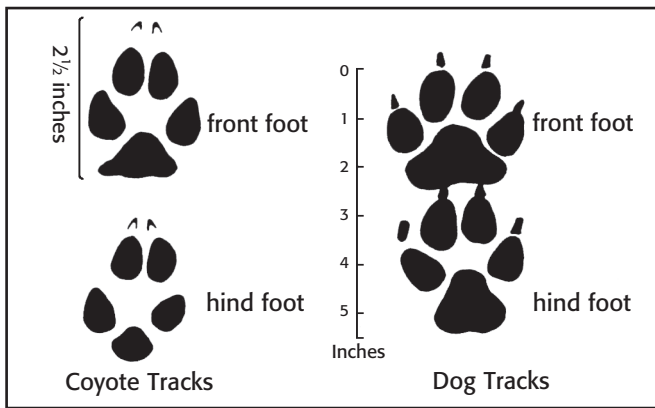 2½ inches
front foot
hind foot
Coyote Tracks
0
1
2
3
4
5
Inches
front foot
hind foot
Dog Tracks